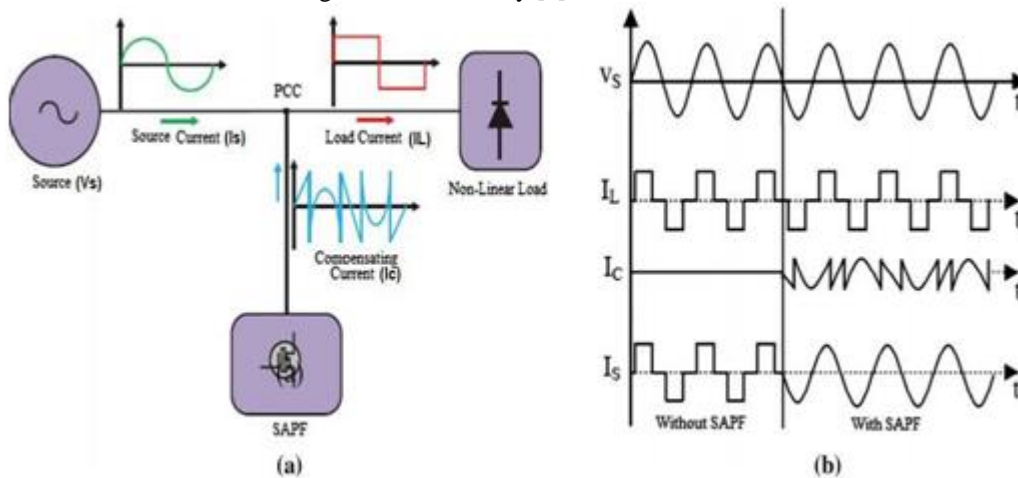 PCC
Source Current (Is)
Load Current (IL)
Source (Vs)
Non-Linear Load
Compensating
Current (Ic)
SAPF
(a)
VS
t
IL
t
IC
t
IS
t
Without SAPF
With SAPF
(b)